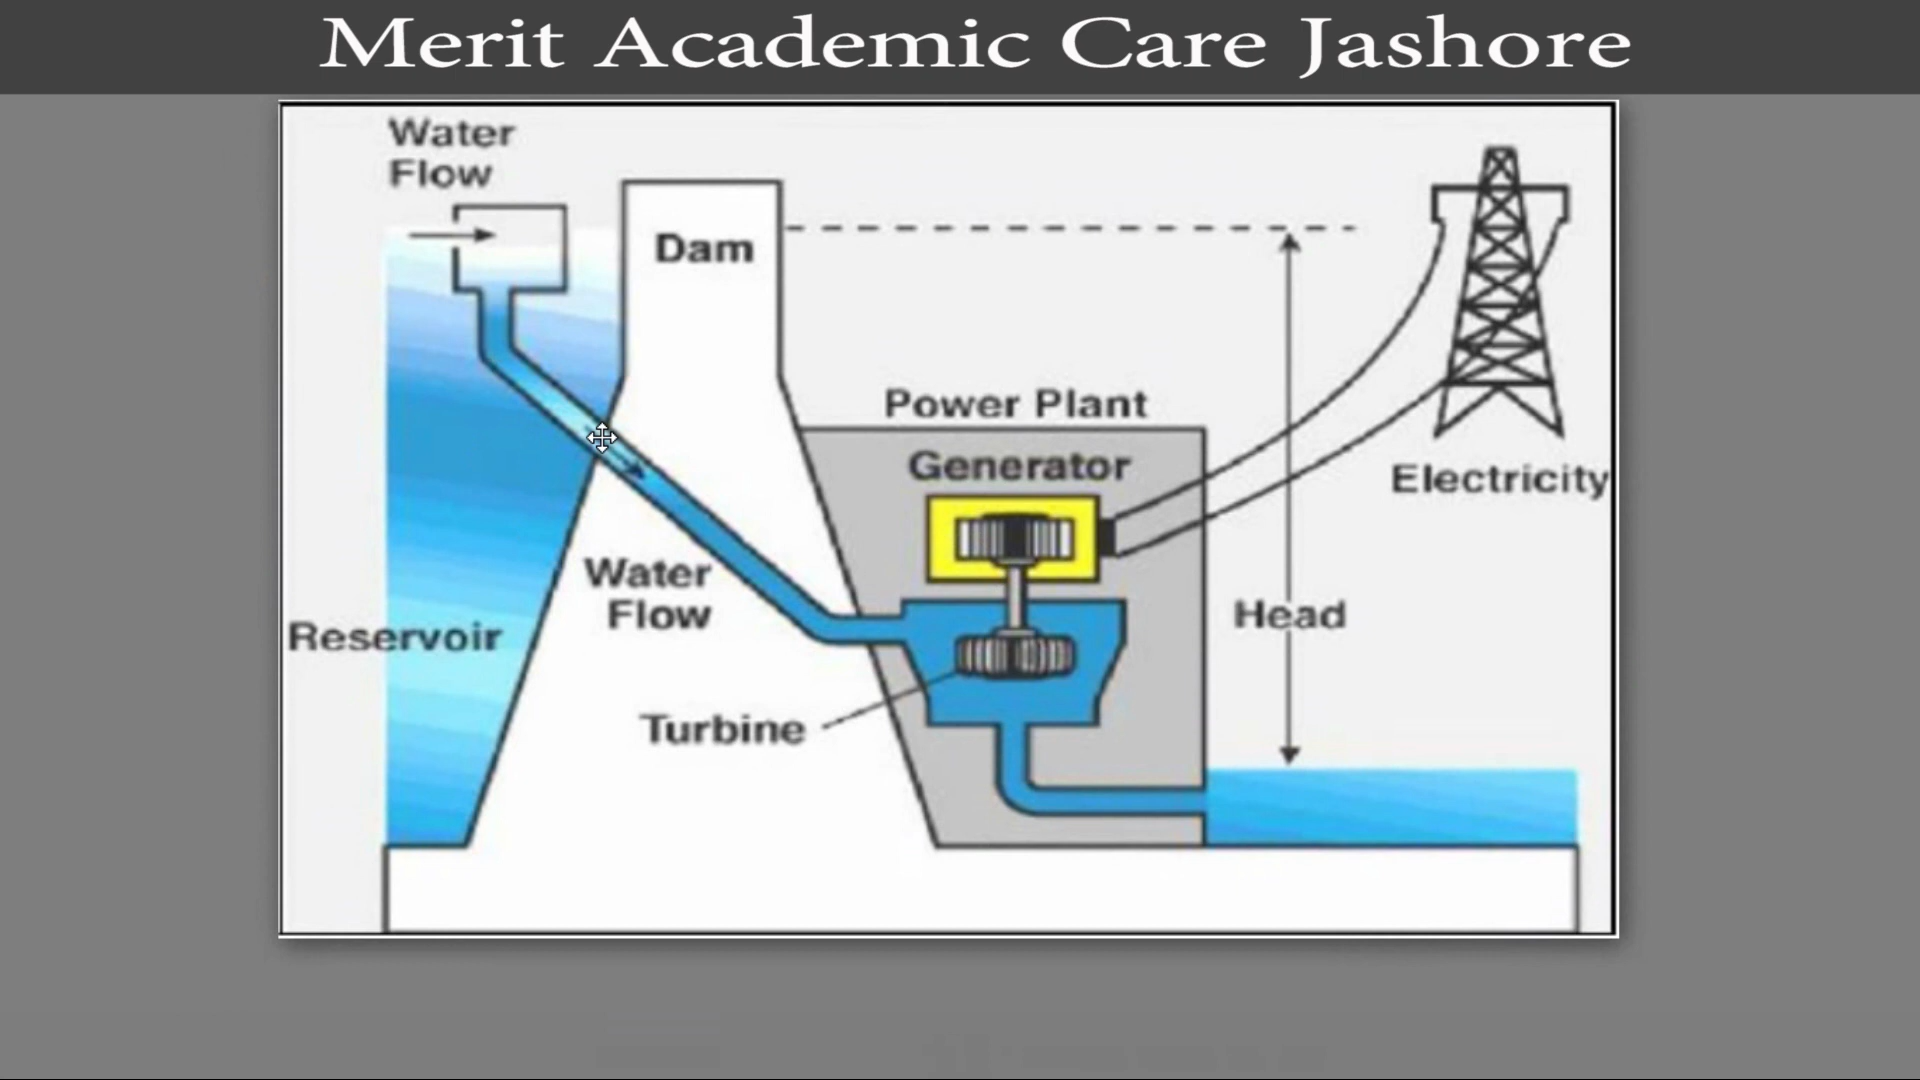 Merit Academic Care Jashore
Water
Flow
Dam
Power Plant
Generator
Electricity
Water
Flow
Head
Reservoir
Turbine